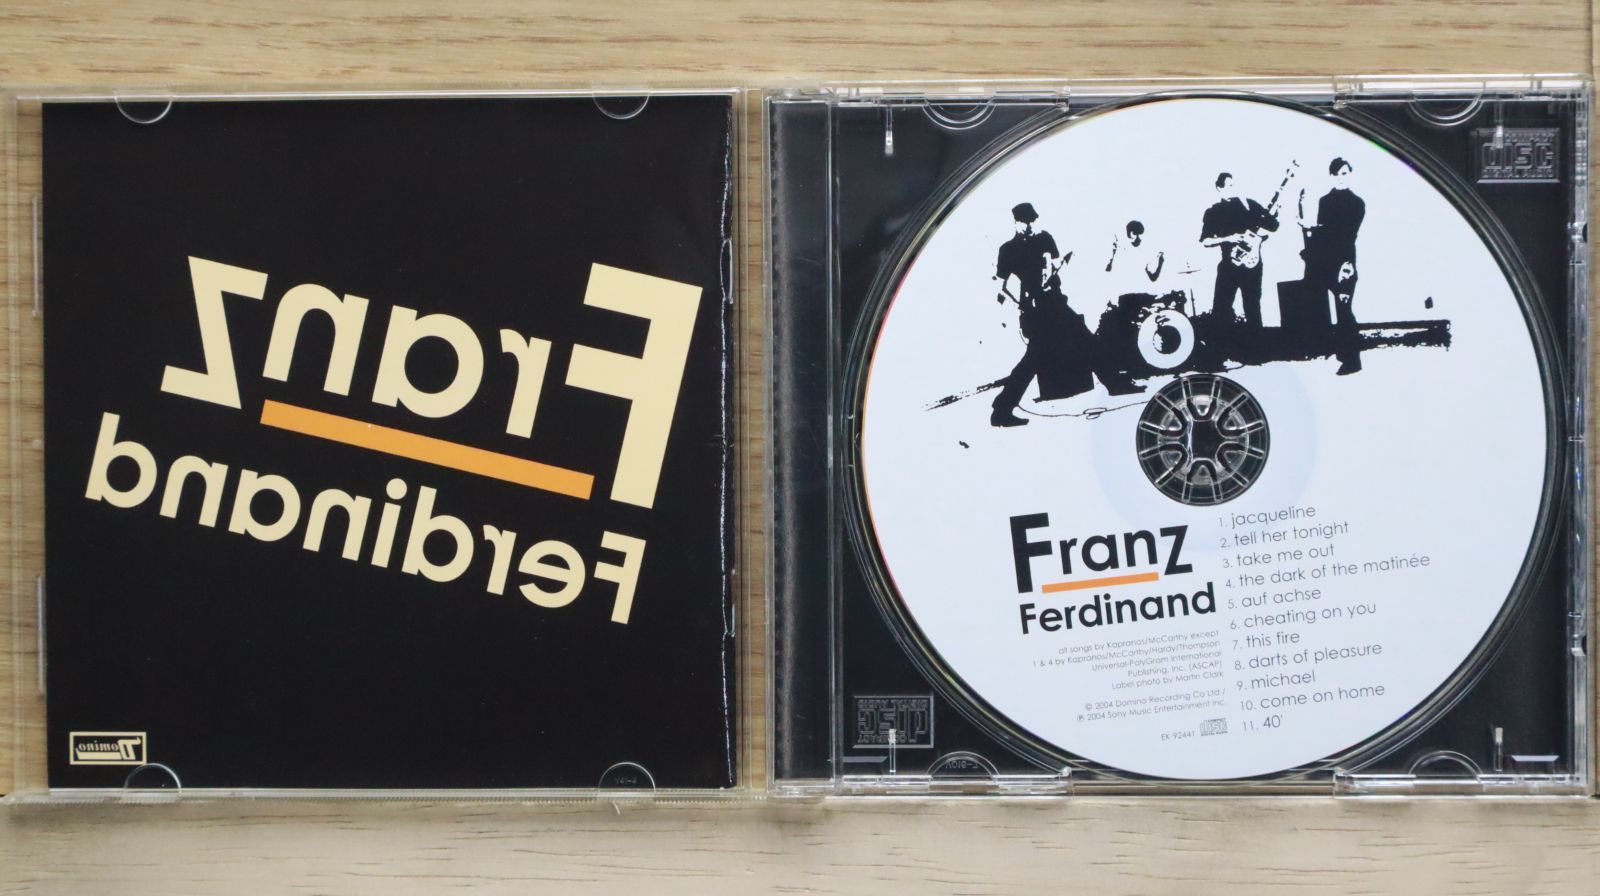 Franz
Ferdinand
Domino
Franz
Ferdinand
all songs by Kapranos/McCarthy except
1 & 4 by Kapranos/McCarthy/Hardy/Thompson
Universal-PolyGram International
Publishing, Inc. (ASCAP)
Label photo by Martin Clark
© 2004 Domino Recording Co Ltd /
℗ 2004 Sony Music Entertainment Inc.
EK 92441
1. jacqueline
2. tell her tonight
3. take me out
4. the dark of the matinée
5. auf achse
6. cheating on you
7. this fire
8. darts of pleasure
9. michael
10. come on home
11. 40'
COMPACT
disc
DIGITAL AUDIO
COMPACT
disc
DIGITAL AUDIO